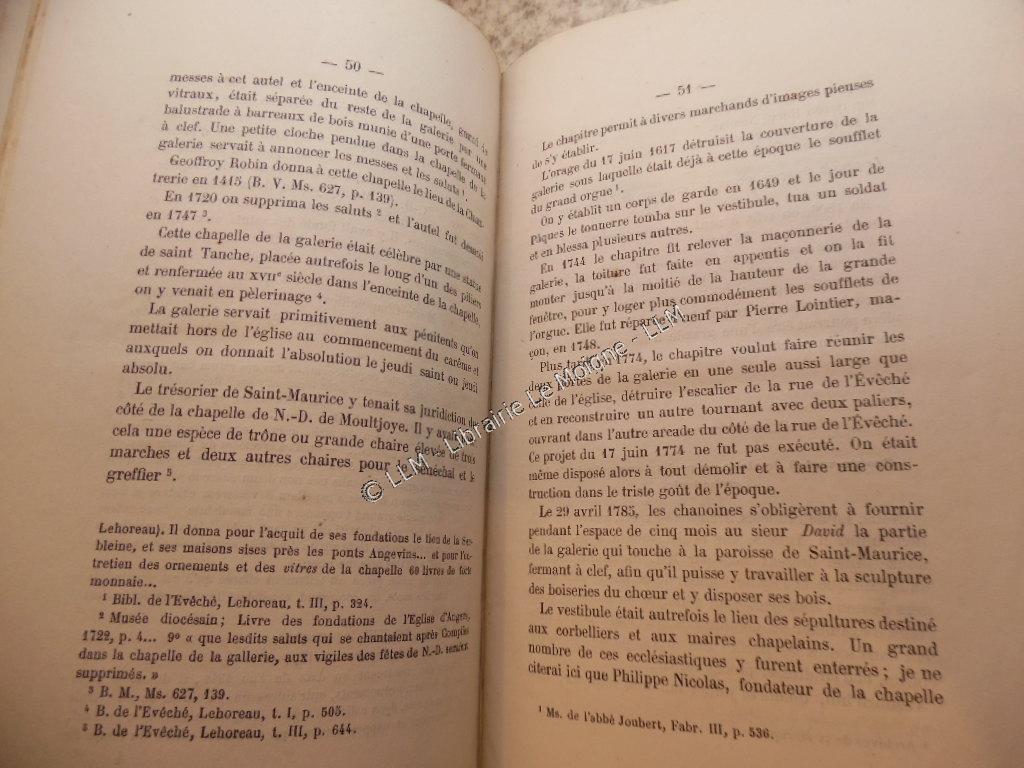 — 50 —
messes à cet autel et l'enceinte de la chapelle, garni de
vitraux, était séparée du reste de la galerie par une
balustrade à barreaux de bois munie d'une porte fermant
à clef. Une petite cloche pendue dans la chapelle de la
galerie servait à annoncer les messes et les saluts ¹.
Geoffroy Robin donna à cette chapelle le lieu de la Chan-
trerie en 1415 (B. V. Ms. 627, p. 139).
En 1720 on supprima les saluts ² et l'autel fut démoli
en 1747 ³.
Cette chapelle de la galerie était célèbre par une statue
de saint Tanche, placée autrefois le long d'un des piliers
et renfermée au XVIIᵉ siècle dans l'enceinte de la chapelle,
on y venait en pèlerinage ⁴.
La galerie servait primitivement aux pénitents qu'on
mettait hors de l'église au commencement du carême et
auxquels on donnait l'absolution le jeudi saint ou jeudi
absolu.
Le trésorier de Saint-Maurice y tenait sa juridiction du
côté de la chapelle de N.-D. de Moultjoye. Il y avait
cela une espèce de trône ou grande chaire élevée de trois
marches et deux autres chaires pour le sénéchal et le
greffier ⁵.
Lehoreau). Il donna pour l'acquit de ses fondations le lieu de la
bleine, et ses maisons sises près les ponts Angevins... et pour l'en-
tretien des ornements et des vitres de la chapelle 60 livres de forte
monnaie...
¹ Bibl. de l'Evêché, Lehoreau, t. III, p. 324.
² Musée diocésain; Livre des fondations de l'Eglise d'Angers,
1722, p. 4... 9º « que lesdits saluts qui se chantaient après Complies
dans la chapelle de la gallerie, aux vigiles des fêtes de N.-D. seront
supprimés. »
³ B. M., Ms. 627, 139.
⁴ B. de l'Evêché, Lehoreau, t. I, p. 505.
⁵ B. de l'Evêché, Lehoreau, t. III, p. 644.
— 51 —
Le chapitre permit à divers marchands d'images pieuses
de s'y établir.
L'orage du 17 juin 1617 détruisit la couverture de la
galerie sous laquelle était déjà à cette époque le soufflet
du grand orgue ¹.
On y établit un corps de garde en 1649 et le jour de
Pâques le tonnerre tomba sur le vestibule, tua un soldat
et en blessa plusieurs autres.
En 1744 le chapitre fit relever la maçonnerie de la
galerie, la toiture fut faite en appentis et on la fit
monter jusqu'à la moitié de la hauteur de la grande
fenêtre, pour y loger plus commodément les soufflets de
l'orgue. Elle fut réparée à neuf par Pierre Lointier, ma-
çon, en 1748.
Plus tard en 1774, le chapitre voulut faire réunir les
deux portes de la galerie en une seule aussi large que
celle de l'église, détruire l'escalier de la rue de l'Évêché
et en reconstruire un autre tournant avec deux paliers,
ouvrant dans l'autre arcade du côté de la rue de l'Évêché.
Ce projet du 17 juin 1774 ne fut pas exécuté. On était
même disposé alors à tout démolir et à faire une cons-
truction dans le triste goût de l'époque.
Le 29 avril 1785, les chanoines s'obligèrent à fournir
pendant l'espace de cinq mois au sieur David la partie
de la galerie qui touche à la paroisse de Saint-Maurice,
fermant à clef, afin qu'il puisse y travailler à la sculpture
des boiseries du chœur et y disposer ses bois.
Le vestibule était autrefois le lieu des sépultures destiné
aux corbelliers et aux maires chapelains. Un grand
nombre de ces ecclésiastiques y furent enterrés; je ne
citerai ici que Philippe Nicolas, fondateur de la chapelle
¹ Ms. de l'abbé Joubert, Fabr. III, p. 536.
© LLM - Librairie Le Moigne - LLM